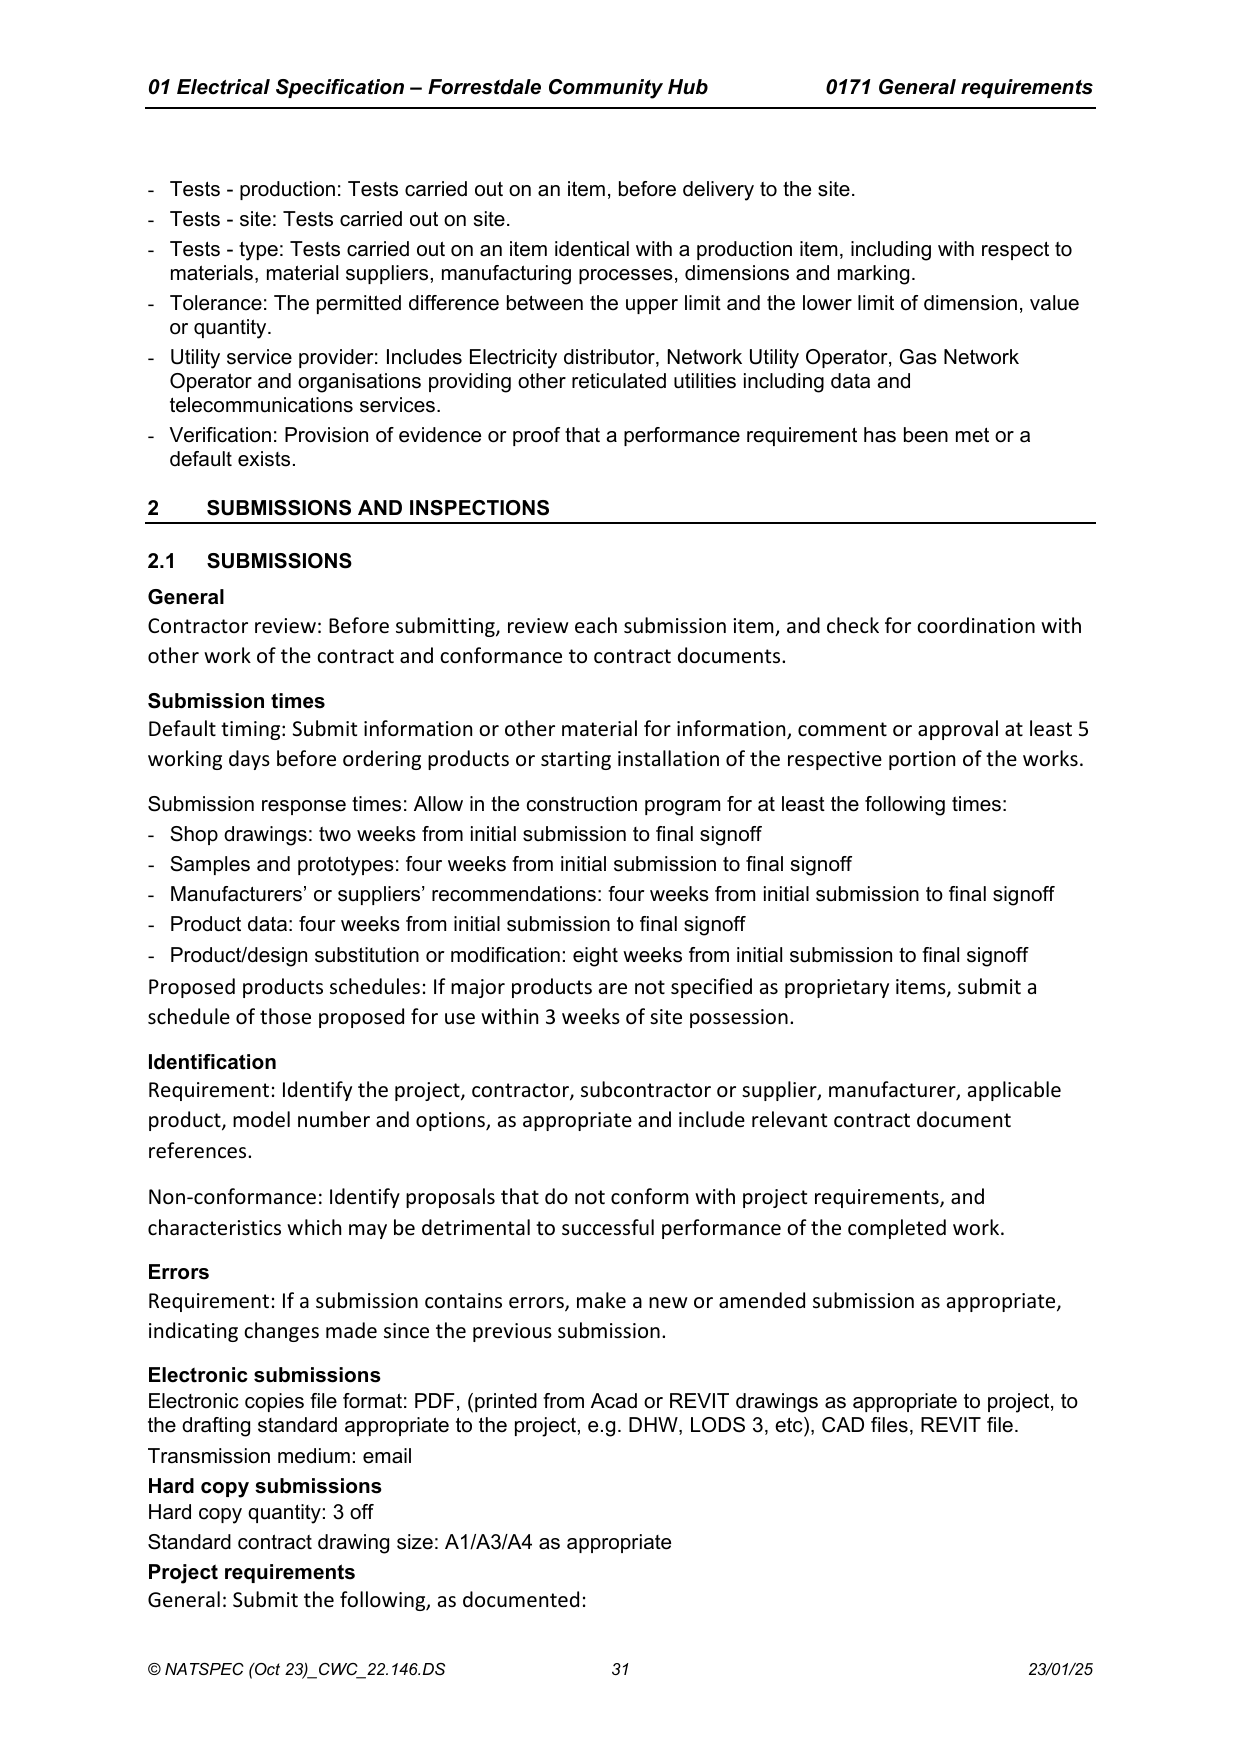 01 Electrical Specification – Forrestdale Community Hub 0171 General requirements
- Tests - production: Tests carried out on an item, before delivery to the site.
- Tests - site: Tests carried out on site.
- Tests - type: Tests carried out on an item identical with a production item, including with respect to
materials, material suppliers, manufacturing processes, dimensions and marking.
- Tolerance: The permitted difference between the upper limit and the lower limit of dimension, value
or quantity.
- Utility service provider: Includes Electricity distributor, Network Utility Operator, Gas Network
Operator and organisations providing other reticulated utilities including data and
telecommunications services.
- Verification: Provision of evidence or proof that a performance requirement has been met or a
default exists.
2 SUBMISSIONS AND INSPECTIONS
2.1 SUBMISSIONS
General
Contractor review: Before submitting, review each submission item, and check for coordination with
other work of the contract and conformance to contract documents.
Submission times
Default timing: Submit information or other material for information, comment or approval at least 5
working days before ordering products or starting installation of the respective portion of the works.
Submission response times: Allow in the construction program for at least the following times:
- Shop drawings: two weeks from initial submission to final signoff
- Samples and prototypes: four weeks from initial submission to final signoff
- Manufacturers’ or suppliers’ recommendations: four weeks from initial submission to final signoff
- Product data: four weeks from initial submission to final signoff
- Product/design substitution or modification: eight weeks from initial submission to final signoff
Proposed products schedules: If major products are not specified as proprietary items, submit a
schedule of those proposed for use within 3 weeks of site possession.
Identification
Requirement: Identify the project, contractor, subcontractor or supplier, manufacturer, applicable
product, model number and options, as appropriate and include relevant contract document
references.
Non-conformance: Identify proposals that do not conform with project requirements, and
characteristics which may be detrimental to successful performance of the completed work.
Errors
Requirement: If a submission contains errors, make a new or amended submission as appropriate,
indicating changes made since the previous submission.
Electronic submissions
Electronic copies file format: PDF, (printed from Acad or REVIT drawings as appropriate to project, to
the drafting standard appropriate to the project, e.g. DHW, LODS 3, etc), CAD files, REVIT file.
Transmission medium: email
Hard copy submissions
Hard copy quantity: 3 off
Standard contract drawing size: A1/A3/A4 as appropriate
Project requirements
General: Submit the following, as documented:
© NATSPEC (Oct 23)_CWC_22.146.DS 31 23/01/25